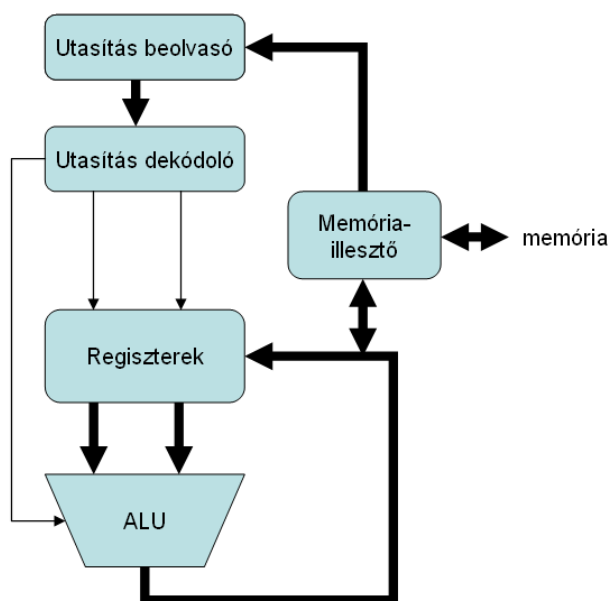 Utasítás beolvasó
Utasítás dekódoló
Memória-
illesztő
memória
Regiszterek
ALU